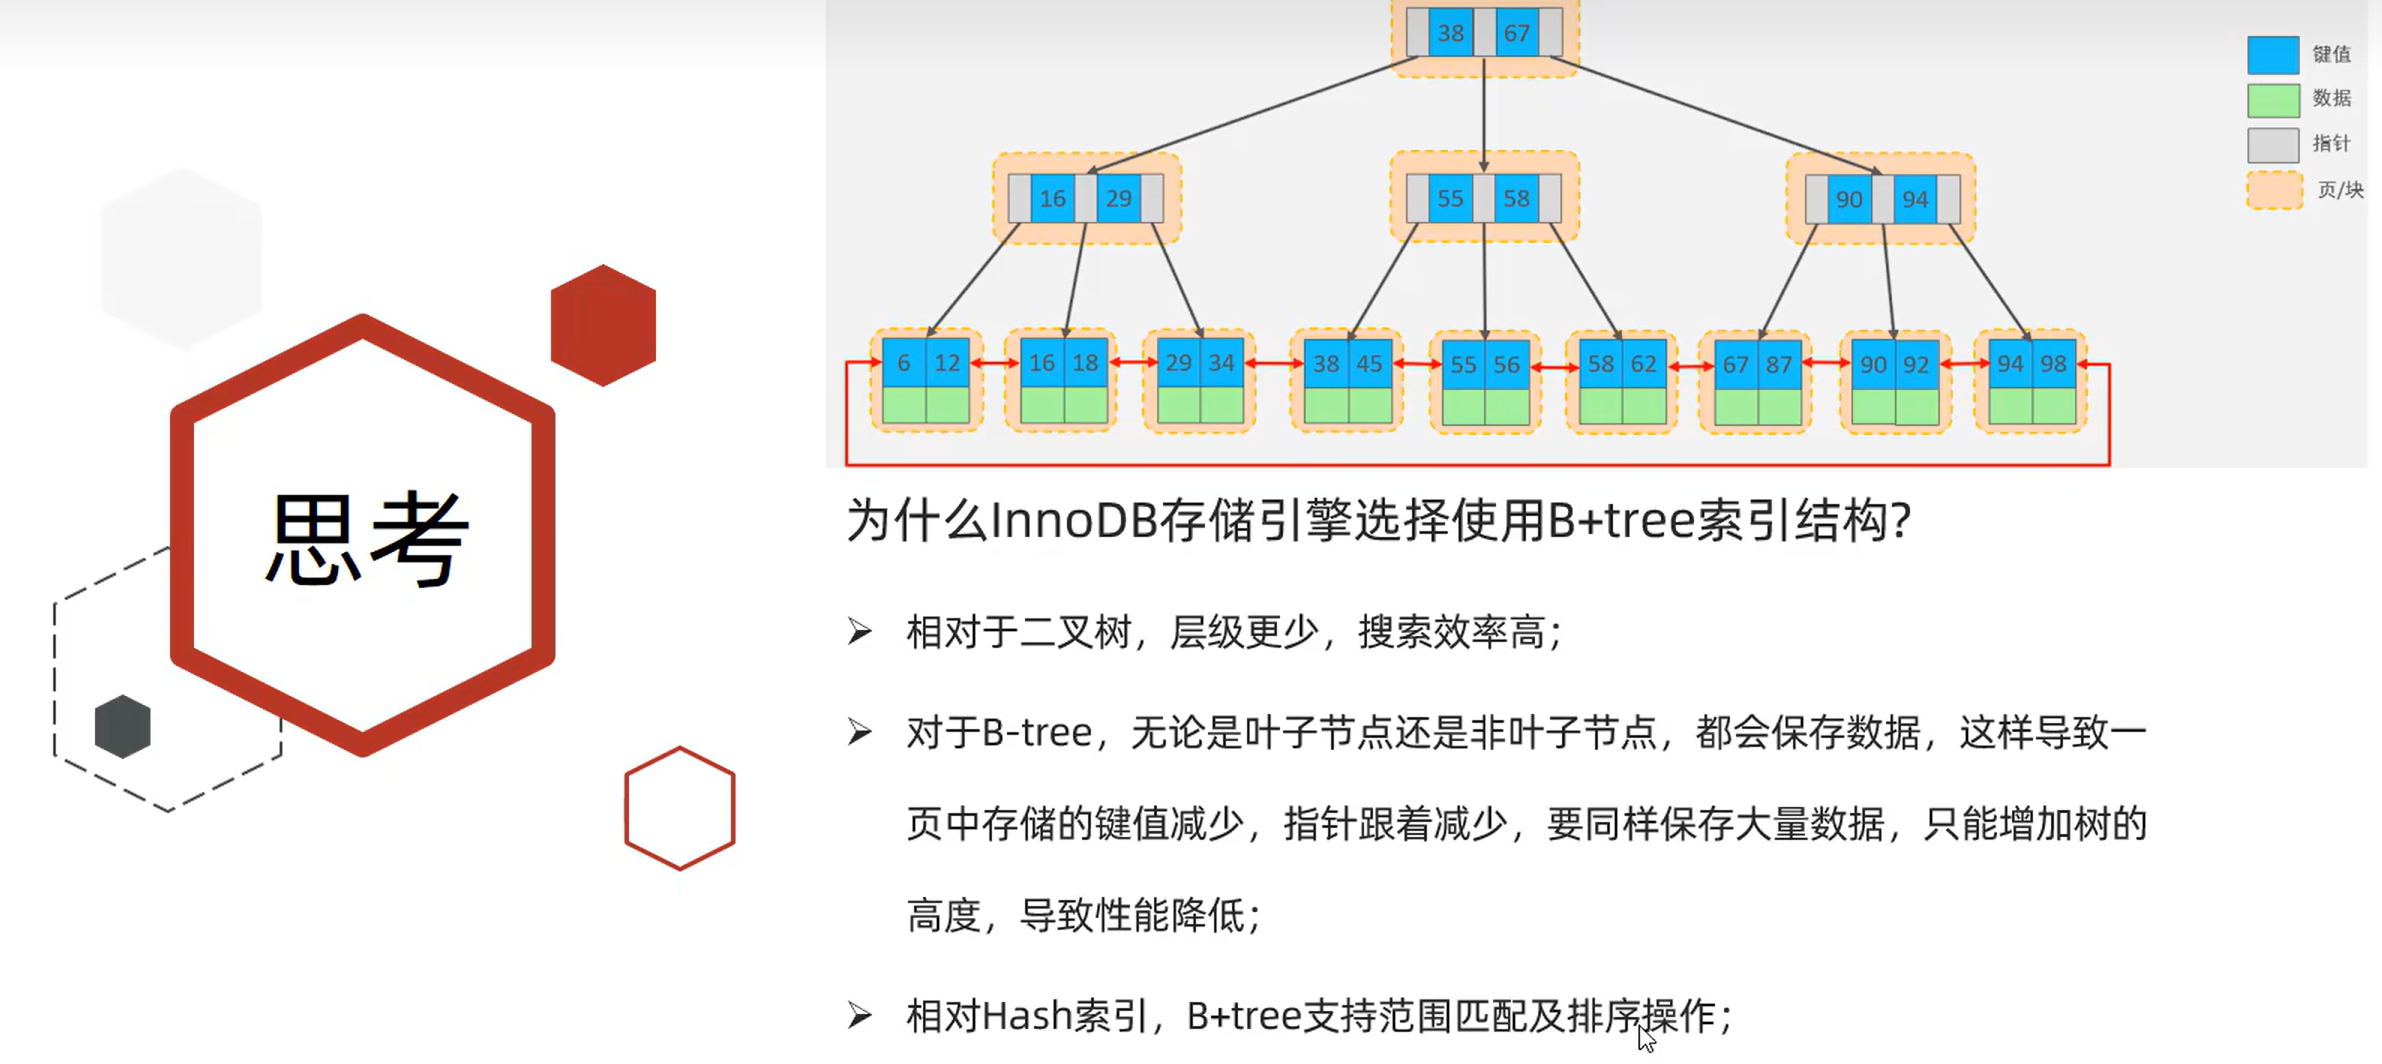 38 67
键值
数据
指针
页/块
16 29
55 58
90 94
6 12 16 18 29 34 38 45 55 56 58 62 67 87 90 92 94 98
思考
为什么InnoDB存储引擎选择使用B+tree索引结构?
相对于二叉树，层级更少，搜索效率高；
对于B-tree，无论是叶子节点还是非叶子节点，都会保存数据，这样导致一
页中存储的键值减少，指针跟着减少，要同样保存大量数据，只能增加树的
高度，导致性能降低；
相对Hash索引，B+tree支持范围匹配及排序操作；